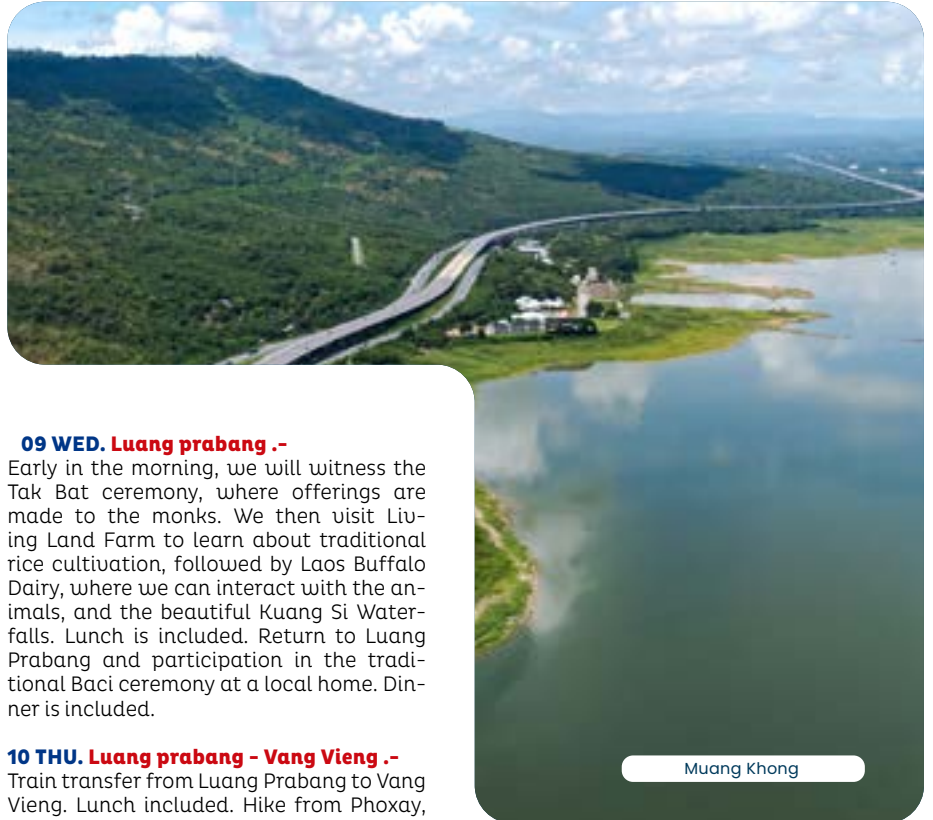 09 WED. Luang prabang .-
Early in the morning, we will witness the
Tak Bat ceremony, where offerings are
made to the monks. We then visit Liv-
ing Land Farm to learn about traditional
rice cultivation, followed by Laos Buffalo
Dairy, where we can interact with the an-
imals, and the beautiful Kuang Si Water-
falls. Lunch is included. Return to Luang
Prabang and participation in the tradi-
tional Baci ceremony at a local home. Din-
ner is included.
10 THU. Luang prabang - Vang Vieng .-
Train transfer from Luang Prabang to Vang
Vieng. Lunch included. Hike from Phoxay,
Muang Khong